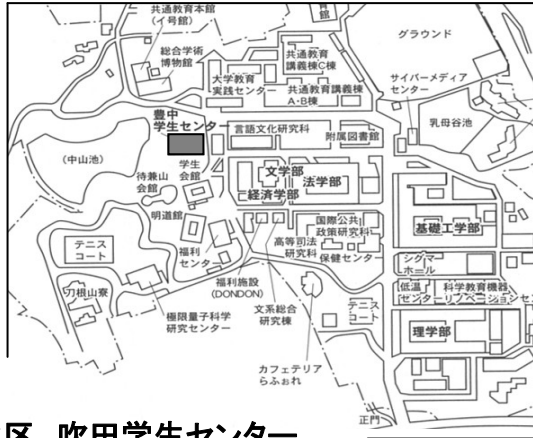 共通教育本館
(イ号館)
総合学術
博物館
大学教育
実践センター
共通教育
講義棟C棟
共通教育講義棟
A・B棟
育館
グラウンド
サイバーメディア
センター
乳母谷池
豊中
学生センタ
言語文化研究科
附属図書館
(中山池)
学生
会館
待兼山
会館
文学部
法学部
経済学部
明道館
国際公共
政策研究科
基礎工学部
高等司法
研究科
保健センター
テニス
コート
福利
センター
シグマ
ホール
福利施設
(DONDON)
文系総合
研究棟
低温
センター
科学教育機器
リノベーションセ
刀根山寮
極限量子科学
研究センター
テニス
コート
理学部
カフェテリア
らふぉれ
正門
区 吹田学生センター